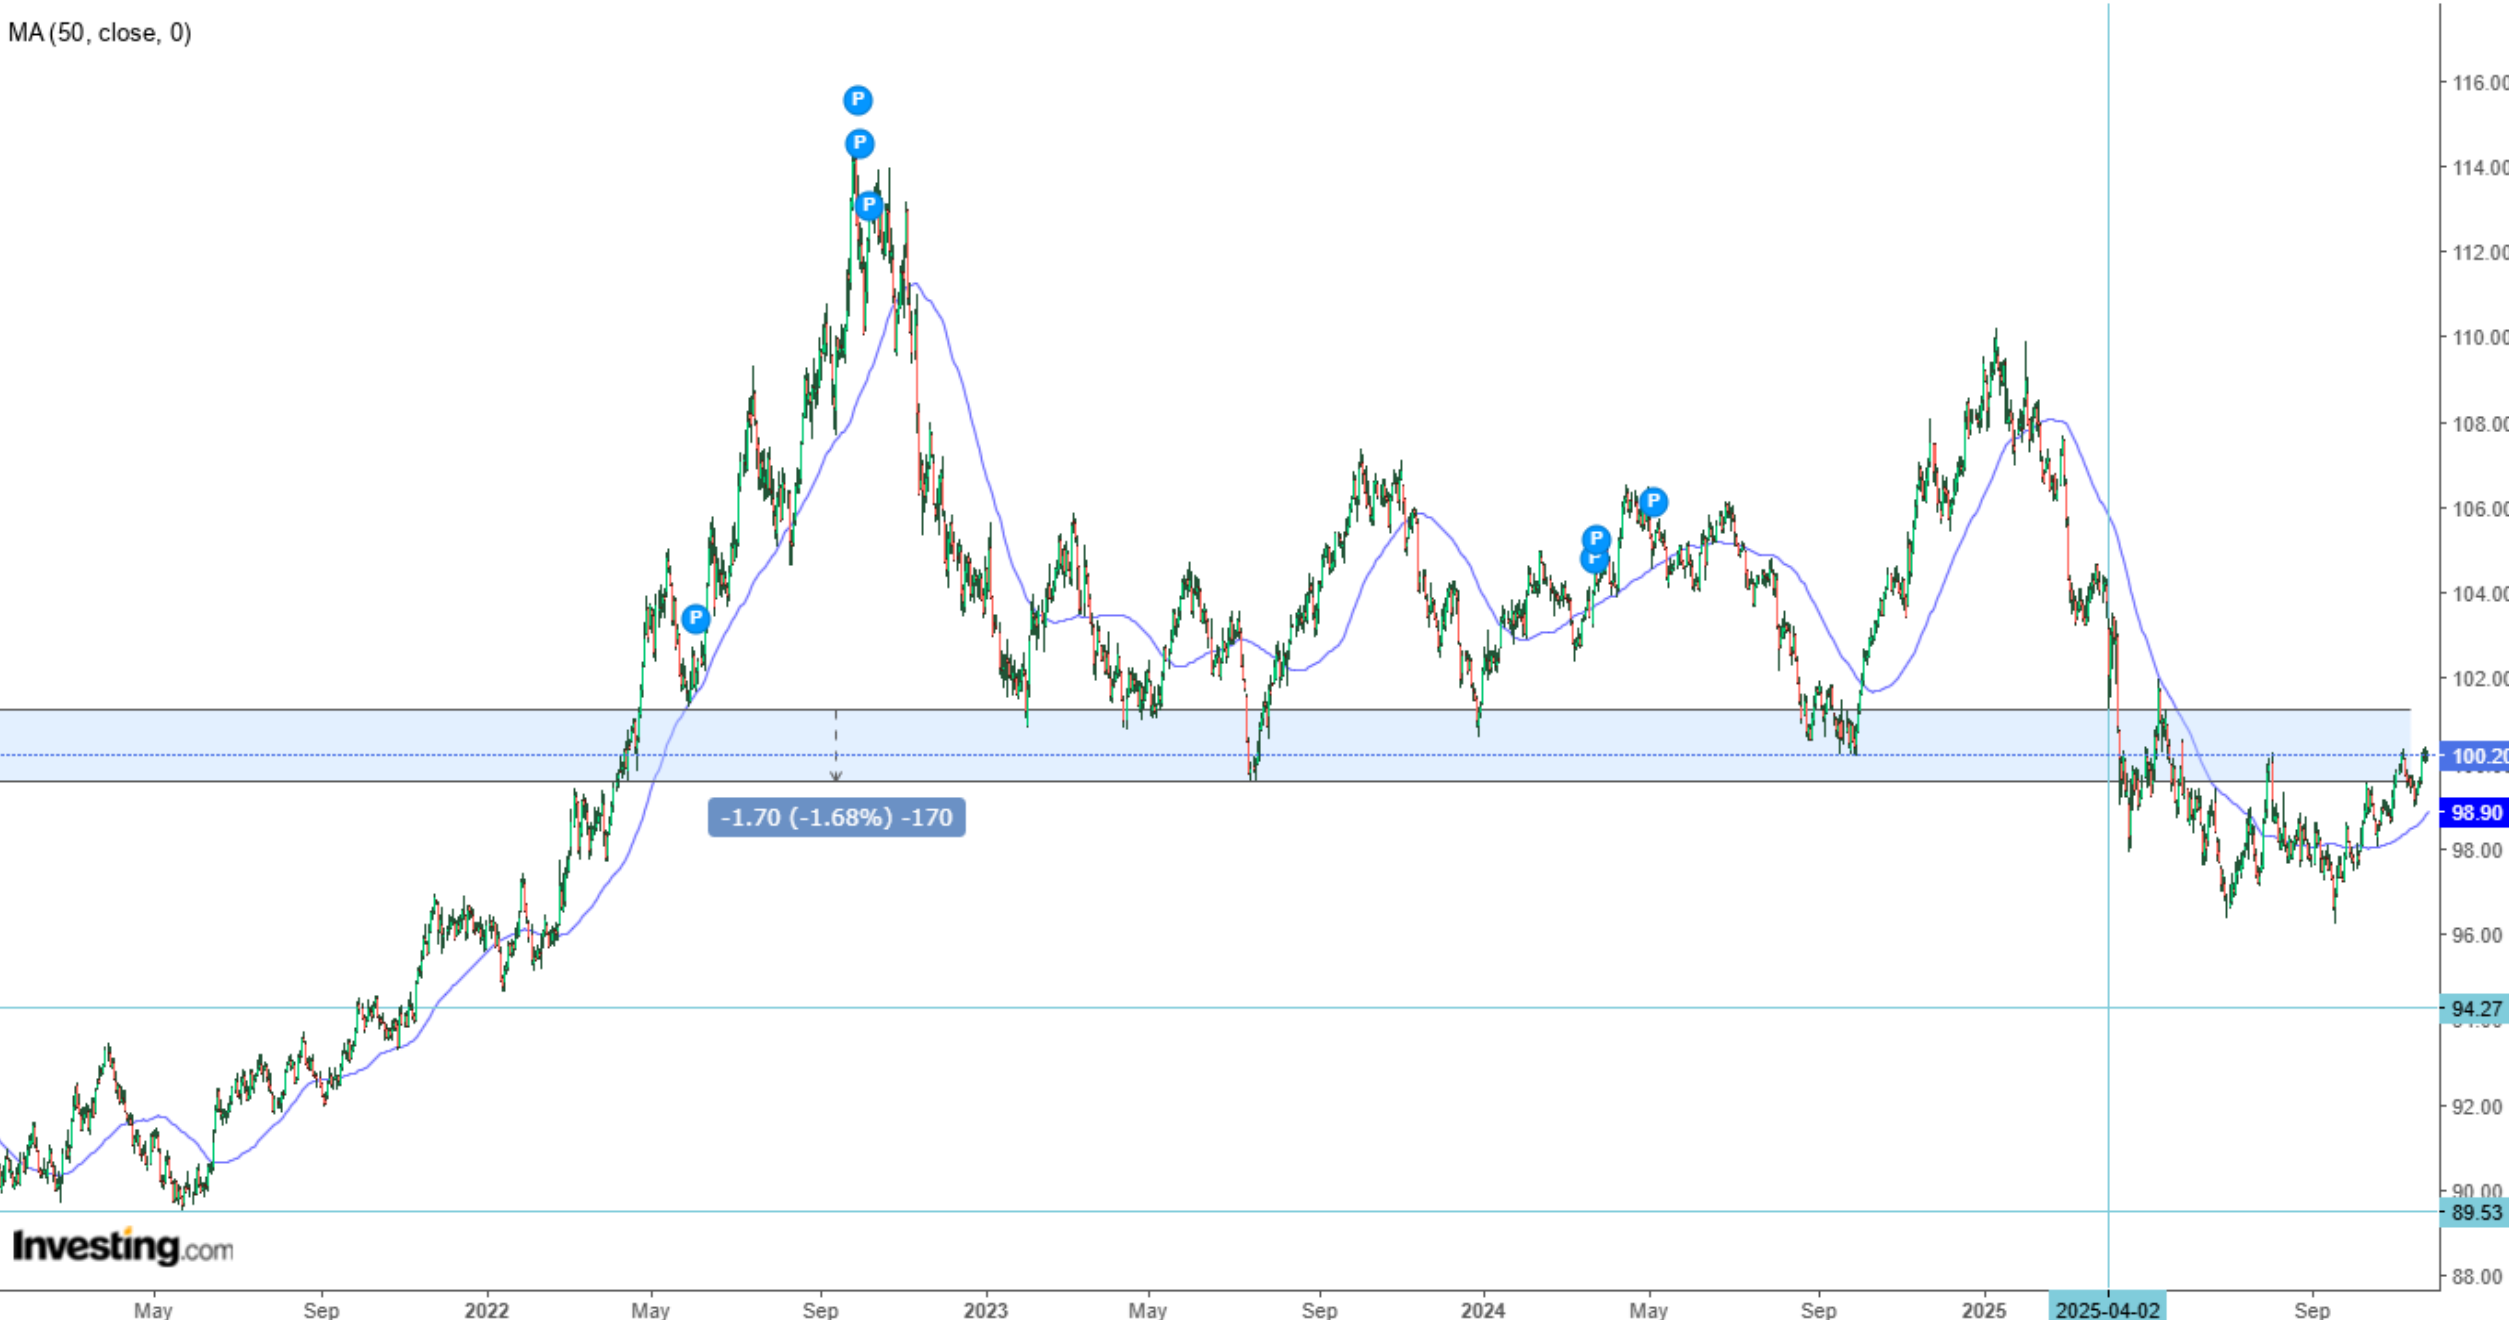 MA (50, close, 0)
P
P
P
P
P
P
P
116.00
114.00
112.00
110.00
108.00
106.00
104.00
102.00
100.20
98.90
98.00
96.00
94.27
92.00
90.00
89.53
88.00
-1.70 (-1.68%) -170
Investing.com
May Sep 2022 May Sep 2023 May Sep 2024 May Sep 2025 2025-04-02 Sep